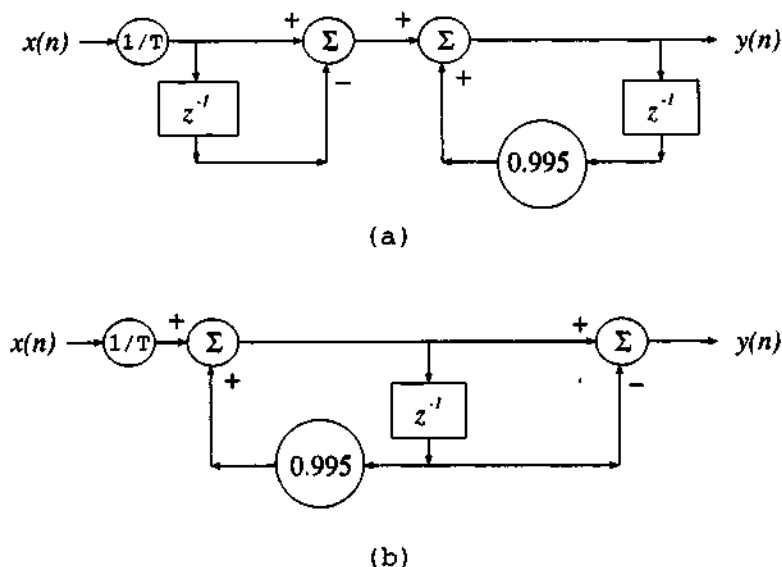 x(n) 1/T + Σ + Σ y(n)
− +
z⁻¹ z⁻¹
0.995
(a)
x(n) 1/T + Σ + Σ y(n)
+ −
z⁻¹
0.995
(b)